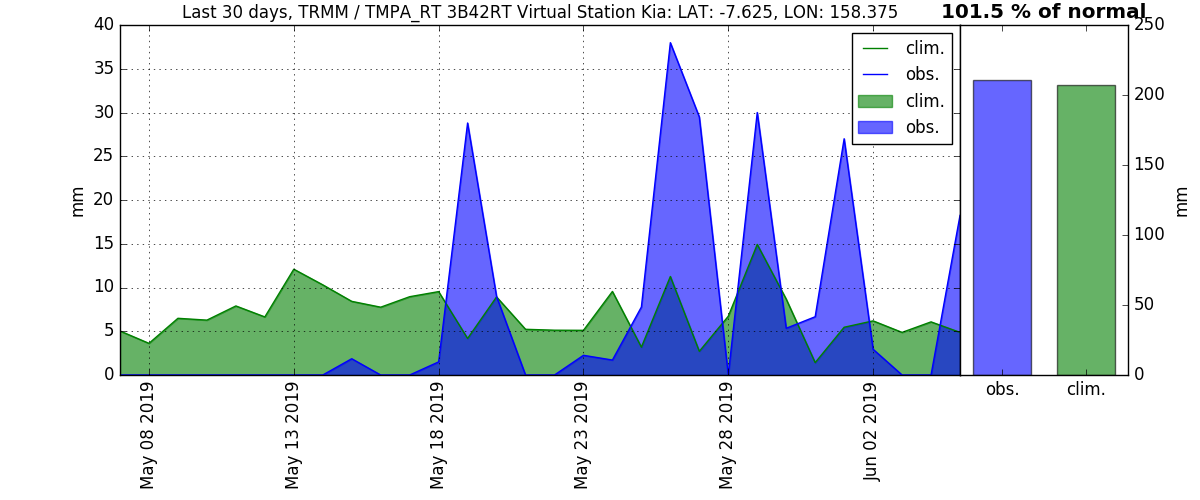 Last 30 days, TRMM / TMPA_RT 3B42RT Virtual Station Kia: LAT: -7.625, LON: 158.375
101.5 % of normal
40
35
30
25
20
15
10
5
0
mm
clim.
obs.
clim.
obs.
250
200
150
100
50
0
mm
May 08 2019
May 13 2019
May 18 2019
May 23 2019
May 28 2019
Jun 02 2019
obs.
clim.